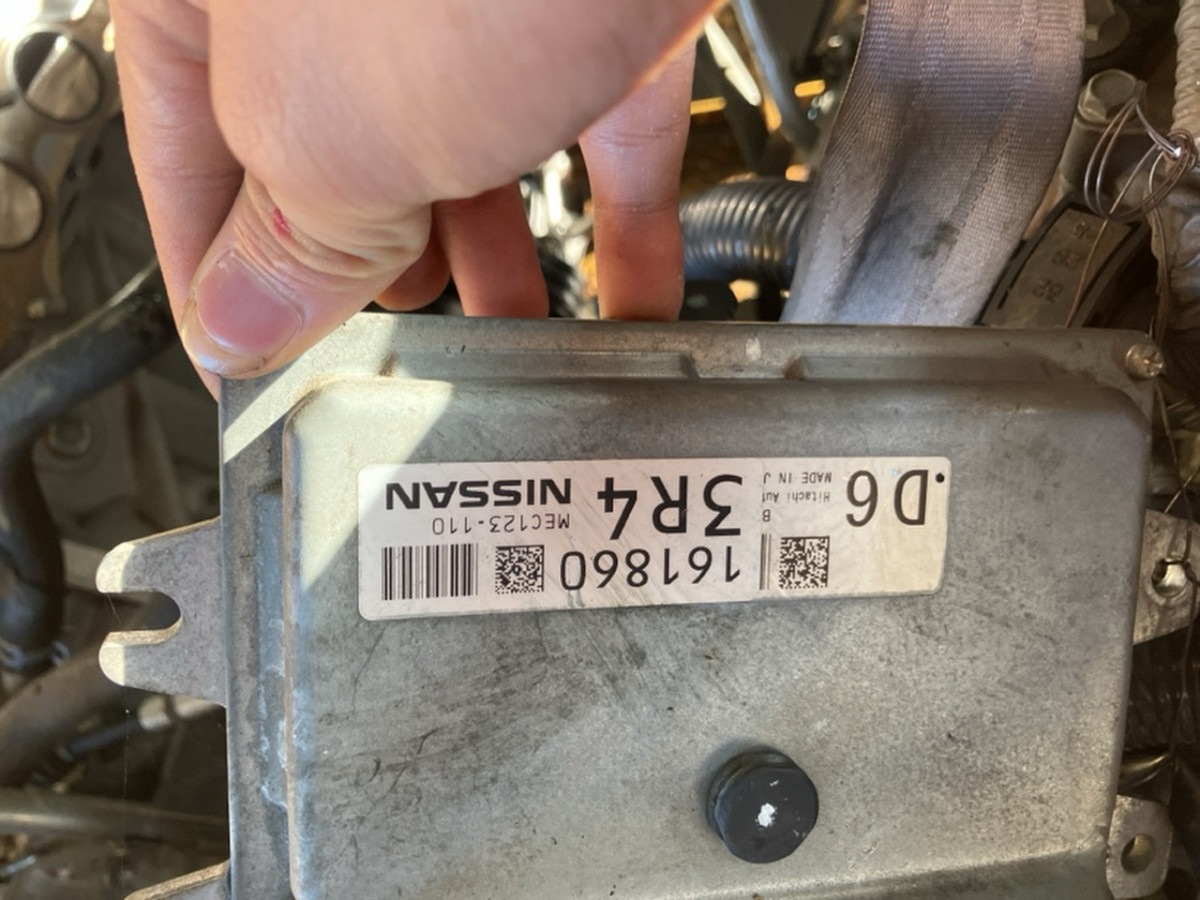 161860
B
MEC123-110
D6
Hitachi Aut
3R4
NISSAN
MADE IN J